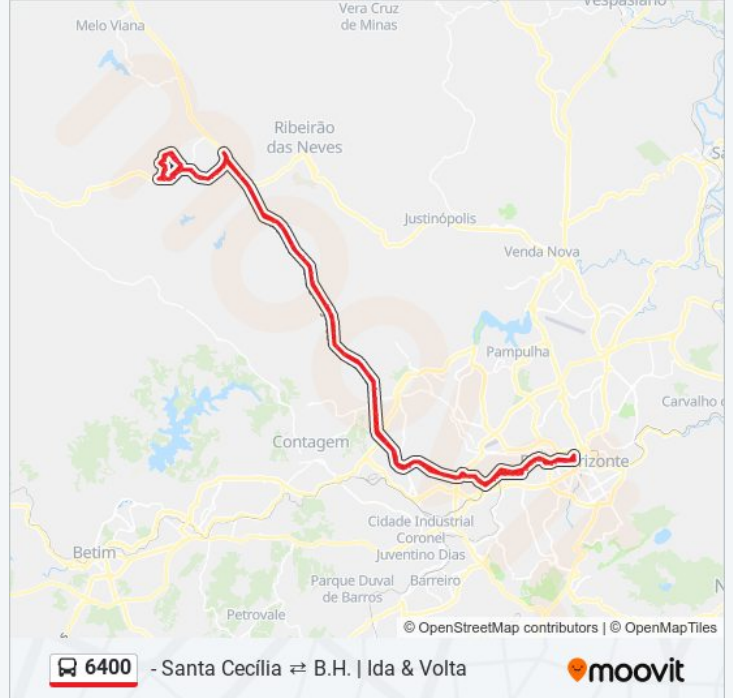 Vespasiano
Vera Cruz
de Minas
Melo Viana
Ribeirão
das Neves
Justinópolis
Venda Nova
Pampulha
Carvalho
Contagem
rizonte
Cidade Industrial
Coronel
Juventino Dias
Betim
Parque Duval
de Barros
Barreiro
Petrovale
© OpenStreetMap contributors | © OpenMapTiles
6400 - Santa Cecília ⇄ B.H. | Ida & Volta
moovit